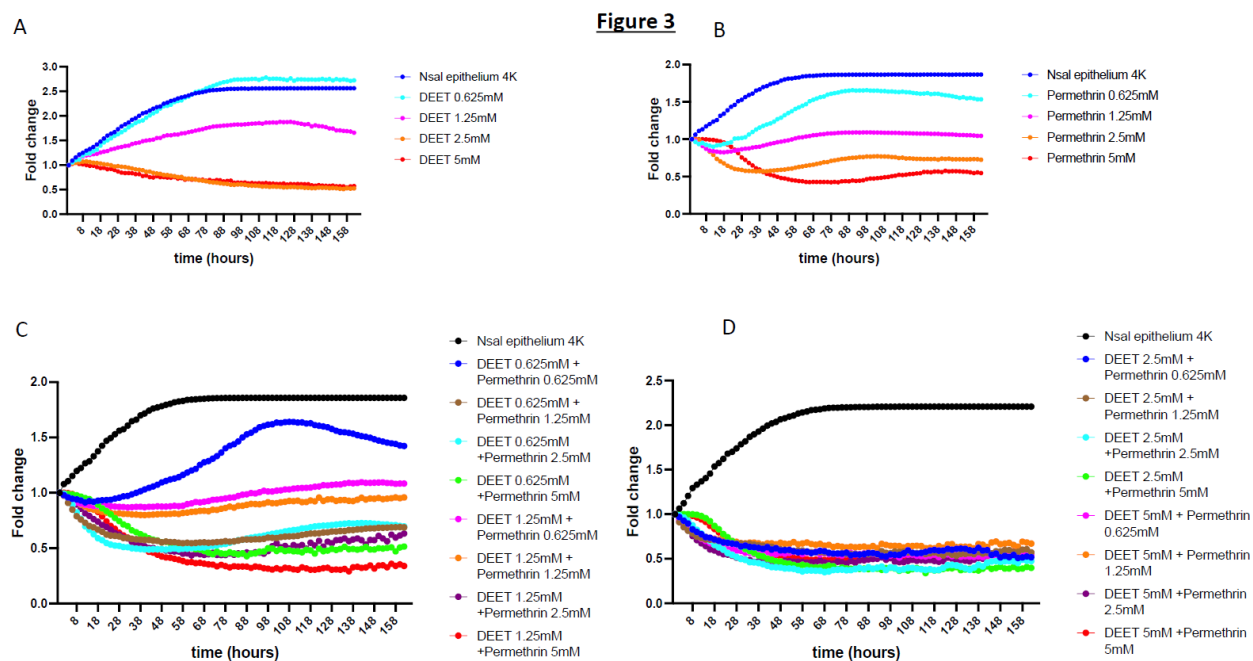 Figure 3
A
3.0
2.5
2.0
1.5
1.0
0.5
0.0
Fold change
8 18 28 38 48 58 68 78 88 98 108 118 128 138 148 158
time (hours)
Nsal epithelium 4K
DEET 0.625mM
DEET 1.25mM
DEET 2.5mM
DEET 5mM
B
2.0
1.5
1.0
0.5
0.0
Fold change
8 18 28 38 48 58 68 78 88 98 108 118 128 138 148 158
time (hours)
Nsal epithelium 4K
Permethrin 0.625mM
Permethrin 1.25mM
Permethrin 2.5mM
Permethrin 5mM
C
2.0
1.5
1.0
0.5
0.0
Fold change
8 18 28 38 48 58 68 78 88 98 108 118 128 138 148 158
time (hours)
Nsal epithelium 4K
DEET 0.625mM +
Permethrin 0.625mM
DEET 0.625mM +
Permethrin 1.25mM
DEET 0.625mM
+Permethrin 2.5mM
DEET 0.625mM
+Permethrin 5mM
DEET 1.25mM +
Permethrin 0.625mM
DEET 1.25mM +
Permethrin 1.25mM
DEET 1.25mM
+Permethrin 2.5mM
DEET 1.25mM
+Permethrin 5mM
D
2.5
2.0
1.5
1.0
0.5
0.0
Fold change
8 18 28 38 48 58 68 78 88 98 108 118 128 138 148 158
time (hours)
Nsal epithelium 4K
DEET 2.5mM +
Permethrin 0.625mM
DEET 2.5mM +
Permethrin 1.25mM
DEET 2.5mM
+Permethrin 2.5mM
DEET 2.5mM
+Permethrin 5mM
DEET 5mM + Permethrin
0.625mM
DEET 5mM + Permethrin
1.25mM
DEET 5mM +Permethrin
2.5mM
DEET 5mM +Permethrin
5mM